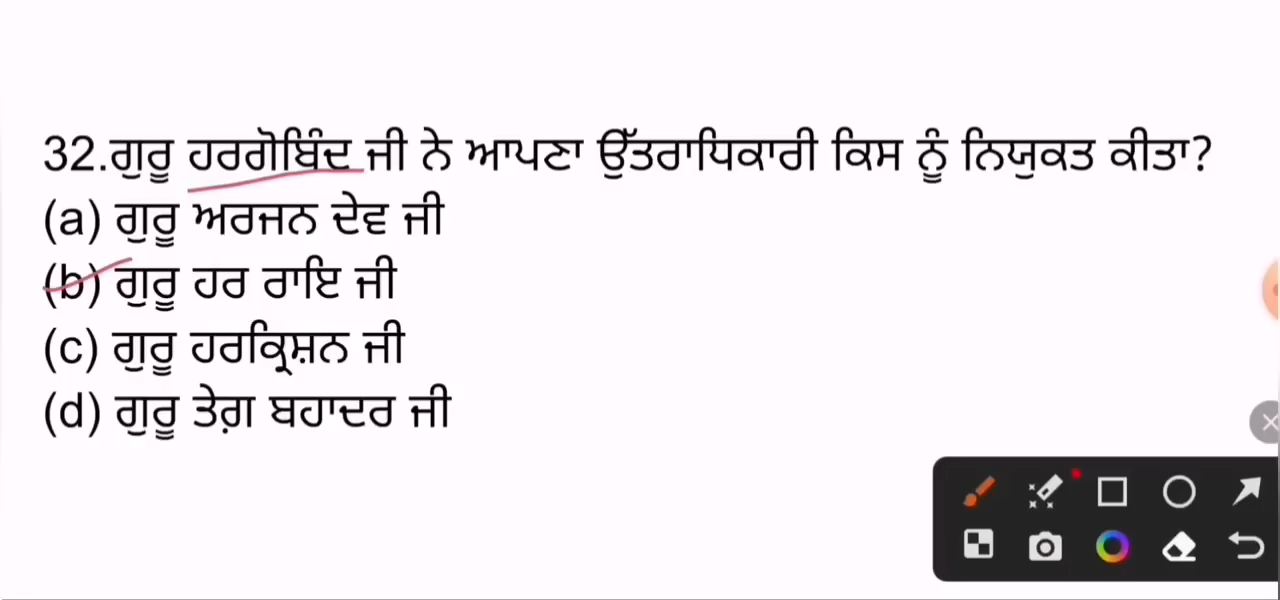 32.ਗੁਰੂ ਹਰਗੋਬਿੰਦ ਜੀ ਨੇ ਆਪਣਾ ਉੱਤਰਾਧਿਕਾਰੀ ਕਿਸ ਨੂੰ ਨਿਯੁਕਤ ਕੀਤਾ?
(a) ਗੁਰੂ ਅਰਜਨ ਦੇਵ ਜੀ
(b) ਗੁਰੂ ਹਰ ਰਾਇ ਜੀ
(c) ਗੁਰੂ ਹਰਕ੍ਰਿਸ਼ਨ ਜੀ
(d) ਗੁਰੂ ਤੇਗ਼ ਬਹਾਦਰ ਜੀ